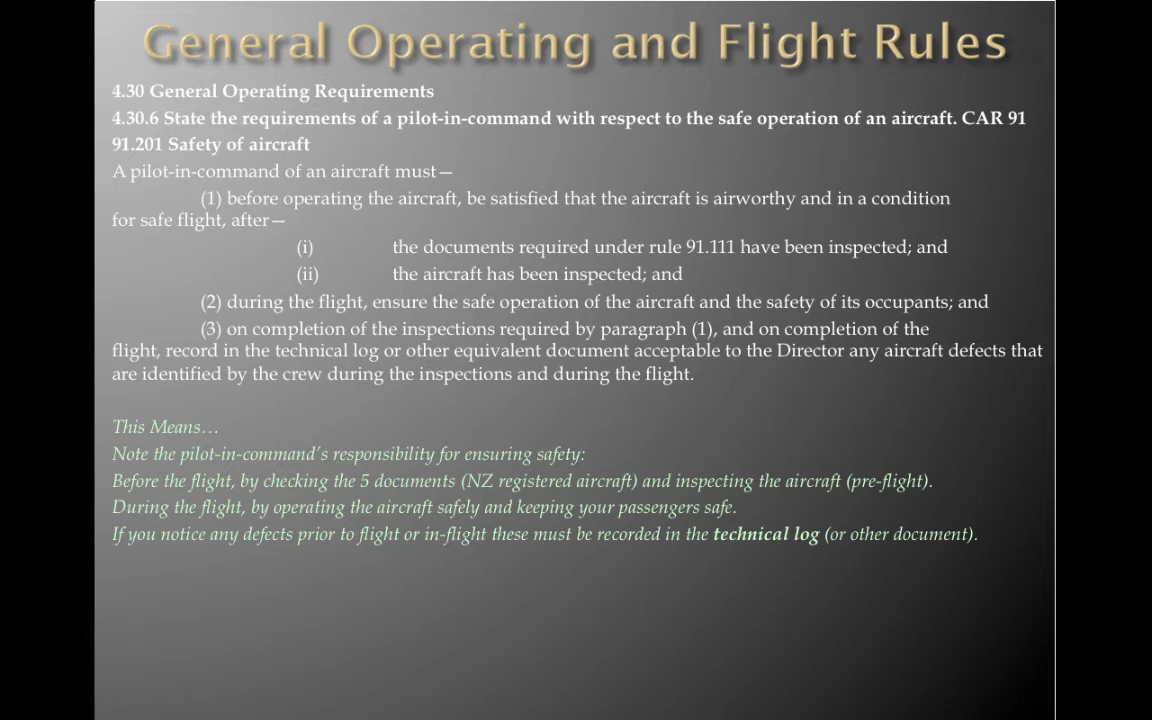 General Operating and Flight Rules
4.30 General Operating Requirements
4.30.6 State the requirements of a pilot-in-command with respect to the safe operation of an aircraft. CAR 91
91.201 Safety of aircraft
A pilot-in-command of an aircraft must—
(1) before operating the aircraft, be satisfied that the aircraft is airworthy and in a condition
for safe flight, after—
(i) the documents required under rule 91.111 have been inspected; and
(ii) the aircraft has been inspected; and
(2) during the flight, ensure the safe operation of the aircraft and the safety of its occupants; and
(3) on completion of the inspections required by paragraph (1), and on completion of the
flight, record in the technical log or other equivalent document acceptable to the Director any aircraft defects that
are identified by the crew during the inspections and during the flight.
This Means…
Note the pilot-in-command's responsibility for ensuring safety:
Before the flight, by checking the 5 documents (NZ registered aircraft) and inspecting the aircraft (pre-flight).
During the flight, by operating the aircraft safely and keeping your passengers safe.
If you notice any defects prior to flight or in-flight these must be recorded in the technical log (or other document).